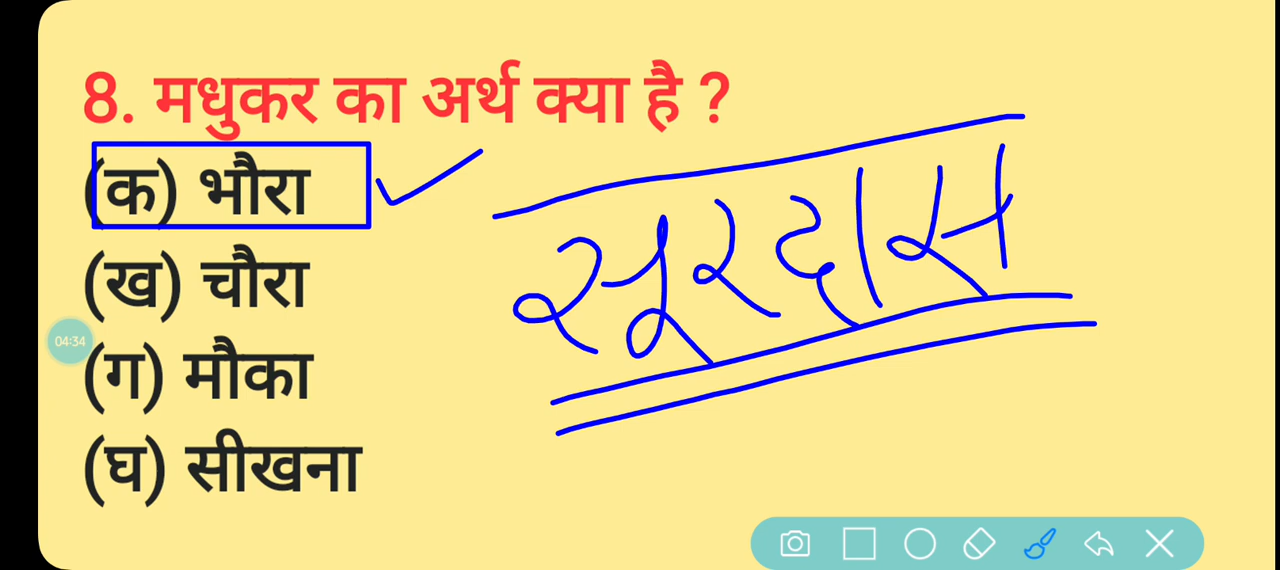 8. मधुकर का अर्थ क्या है ?
(क) भौरा
सूरदास
(ख) चौरा
04:34
(ग) मौका
(घ) सीखना